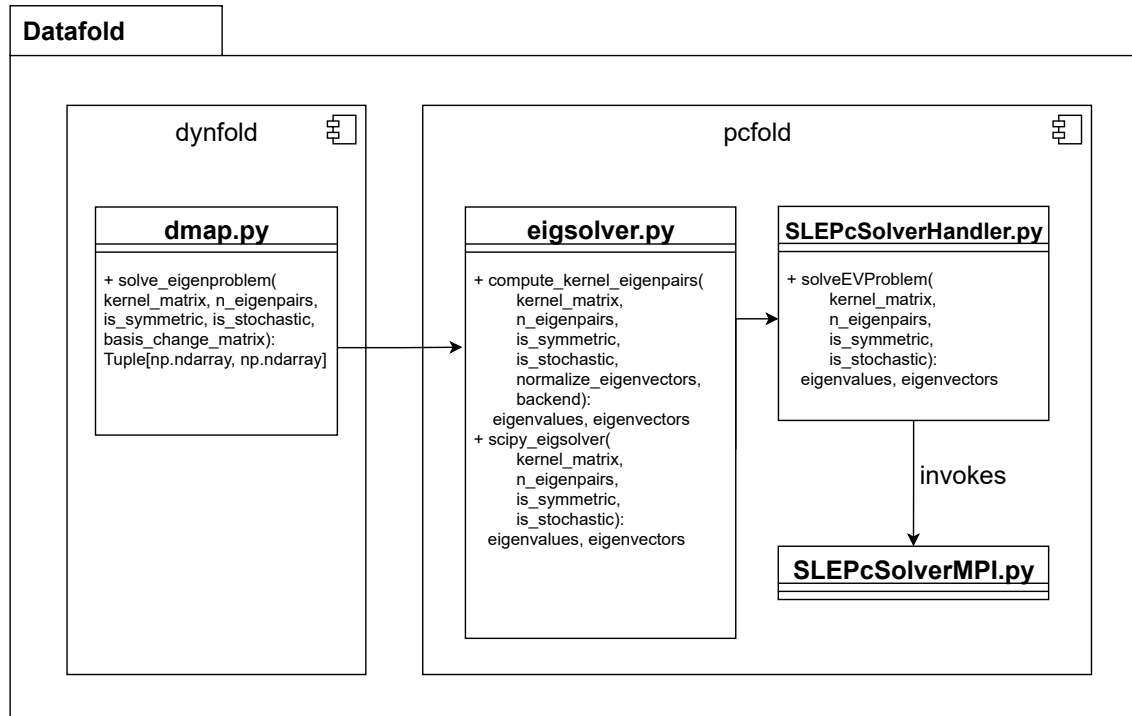 Datafold
dynfold
dmap.py
+ solve_eigenproblem(
kernel_matrix, n_eigenpairs,
is_symmetric, is_stochastic,
basis_change_matrix):
Tuple[np.ndarray, np.ndarray]
pcfold
eigsolver.py
+ compute_kernel_eigenpairs(
kernel_matrix,
n_eigenpairs,
is_symmetric,
is_stochastic,
normalize_eigenvectors,
backend):
eigenvalues, eigenvectors
+ scipy_eigsolver(
kernel_matrix,
n_eigenpairs,
is_symmetric,
is_stochastic):
eigenvalues, eigenvectors
SLEPcSolverHandler.py
+ solveEVProblem(
kernel_matrix,
n_eigenpairs,
is_symmetric,
is_stochastic):
eigenvalues, eigenvectors
invokes
SLEPcSolverMPI.py